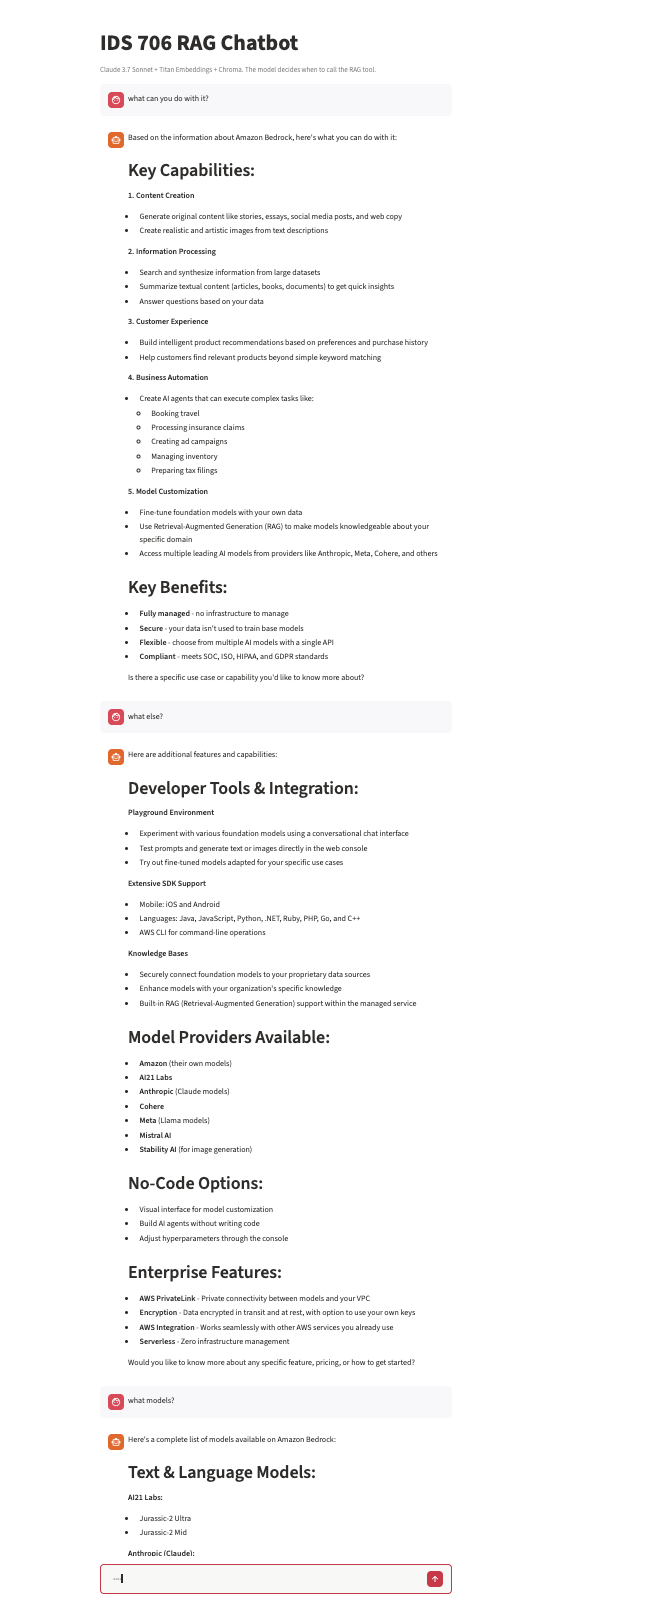 IDS 706 RAG Chatbot
Claude 3.7 Sonnet + Titan Embeddings + Chroma. The model decides when to call the RAG tool.
what can you do with it?
Based on the information about Amazon Bedrock, here's what you can do with it:
Key Capabilities:
1. Content Creation
• Generate original content like stories, essays, social media posts, and web copy
• Create realistic and artistic images from text descriptions
2. Information Processing
• Search and synthesize information from large datasets
• Summarize textual content (articles, books, documents) to get quick insights
• Answer questions based on your data
3. Customer Experience
• Build intelligent product recommendations based on preferences and purchase history
• Help customers find relevant products beyond simple keyword matching
4. Business Automation
• Create AI agents that can execute complex tasks like:
◦ Booking travel
◦ Processing insurance claims
◦ Creating ad campaigns
◦ Managing inventory
◦ Preparing tax filings
5. Model Customization
• Fine-tune foundation models with your own data
• Use Retrieval-Augmented Generation (RAG) to make models knowledgeable about your
specific domain
• Access multiple leading AI models from providers like Anthropic, Meta, Cohere, and others
Key Benefits:
• Fully managed - no infrastructure to manage
• Secure - your data isn't used to train base models
• Flexible - choose from multiple AI models with a single API
• Compliant - meets SOC, ISO, HIPAA, and GDPR standards
Is there a specific use case or capability you'd like to know more about?
what else?
Here are additional features and capabilities:
Developer Tools & Integration:
Playground Environment
• Experiment with various foundation models using a conversational chat interface
• Test prompts and generate text or images directly in the web console
• Try out fine-tuned models adapted for your specific use cases
Extensive SDK Support
• Mobile: iOS and Android
• Languages: Java, JavaScript, Python, .NET, Ruby, PHP, Go, and C++
• AWS CLI for command-line operations
Knowledge Bases
• Securely connect foundation models to your proprietary data sources
• Enhance models with your organization's specific knowledge
• Built-in RAG (Retrieval-Augmented Generation) support within the managed service
Model Providers Available:
• Amazon (their own models)
• AI21 Labs
• Anthropic (Claude models)
• Cohere
• Meta (Llama models)
• Mistral AI
• Stability AI (for image generation)
No-Code Options:
• Visual interface for model customization
• Build AI agents without writing code
• Adjust hyperparameters through the console
Enterprise Features:
• AWS PrivateLink - Private connectivity between models and your VPC
• Encryption - Data encrypted in transit and at rest, with option to use your own keys
• AWS Integration - Works seamlessly with other AWS services you already use
• Serverless - Zero infrastructure management
Would you like to know more about any specific feature, pricing, or how to get started?
what models?
Here's a complete list of models available on Amazon Bedrock:
Text & Language Models:
AI21 Labs:
• Jurassic-2 Ultra
• Jurassic-2 Mid
Anthropic (Claude):